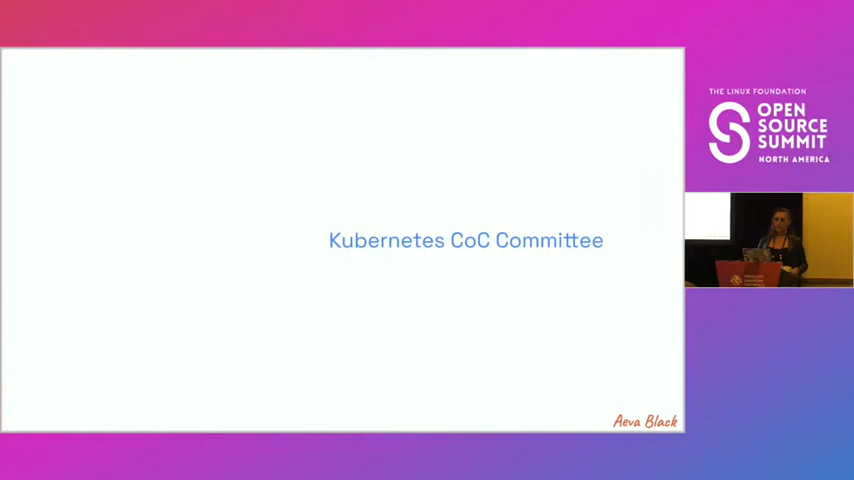 Kubernetes CoC Committee
Aeva Black
THE LINUX FOUNDATION
OPEN
SOURCE
SUMMIT
NORTH AMERICA